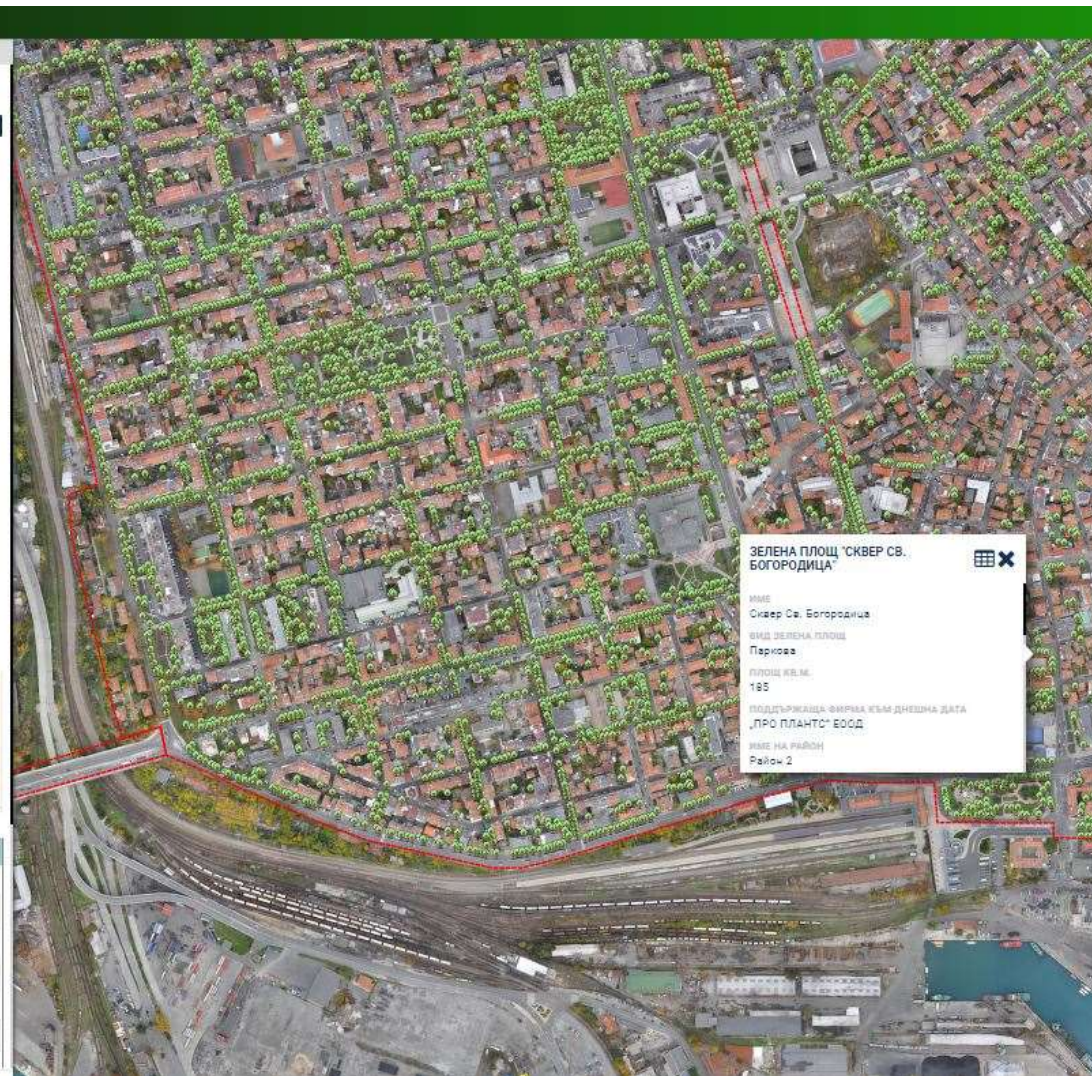 ЗЕЛЕНА ПЛОЩ "СКВЕР СВ.
БОГОРОДИЦА"
ИМЕ
Сквер Св. Богородица
ВИД ЗЕЛЕНА ПЛОЩ
Паркова
ПЛОЩ КВ.М.
185
ПОДДЪРЖАЩА ФИРМА КЪМ ДНЕШНА ДАТА
„ПРО ПЛАНТС“ ЕООД
ИМЕ НА РАЙОН
Район 2